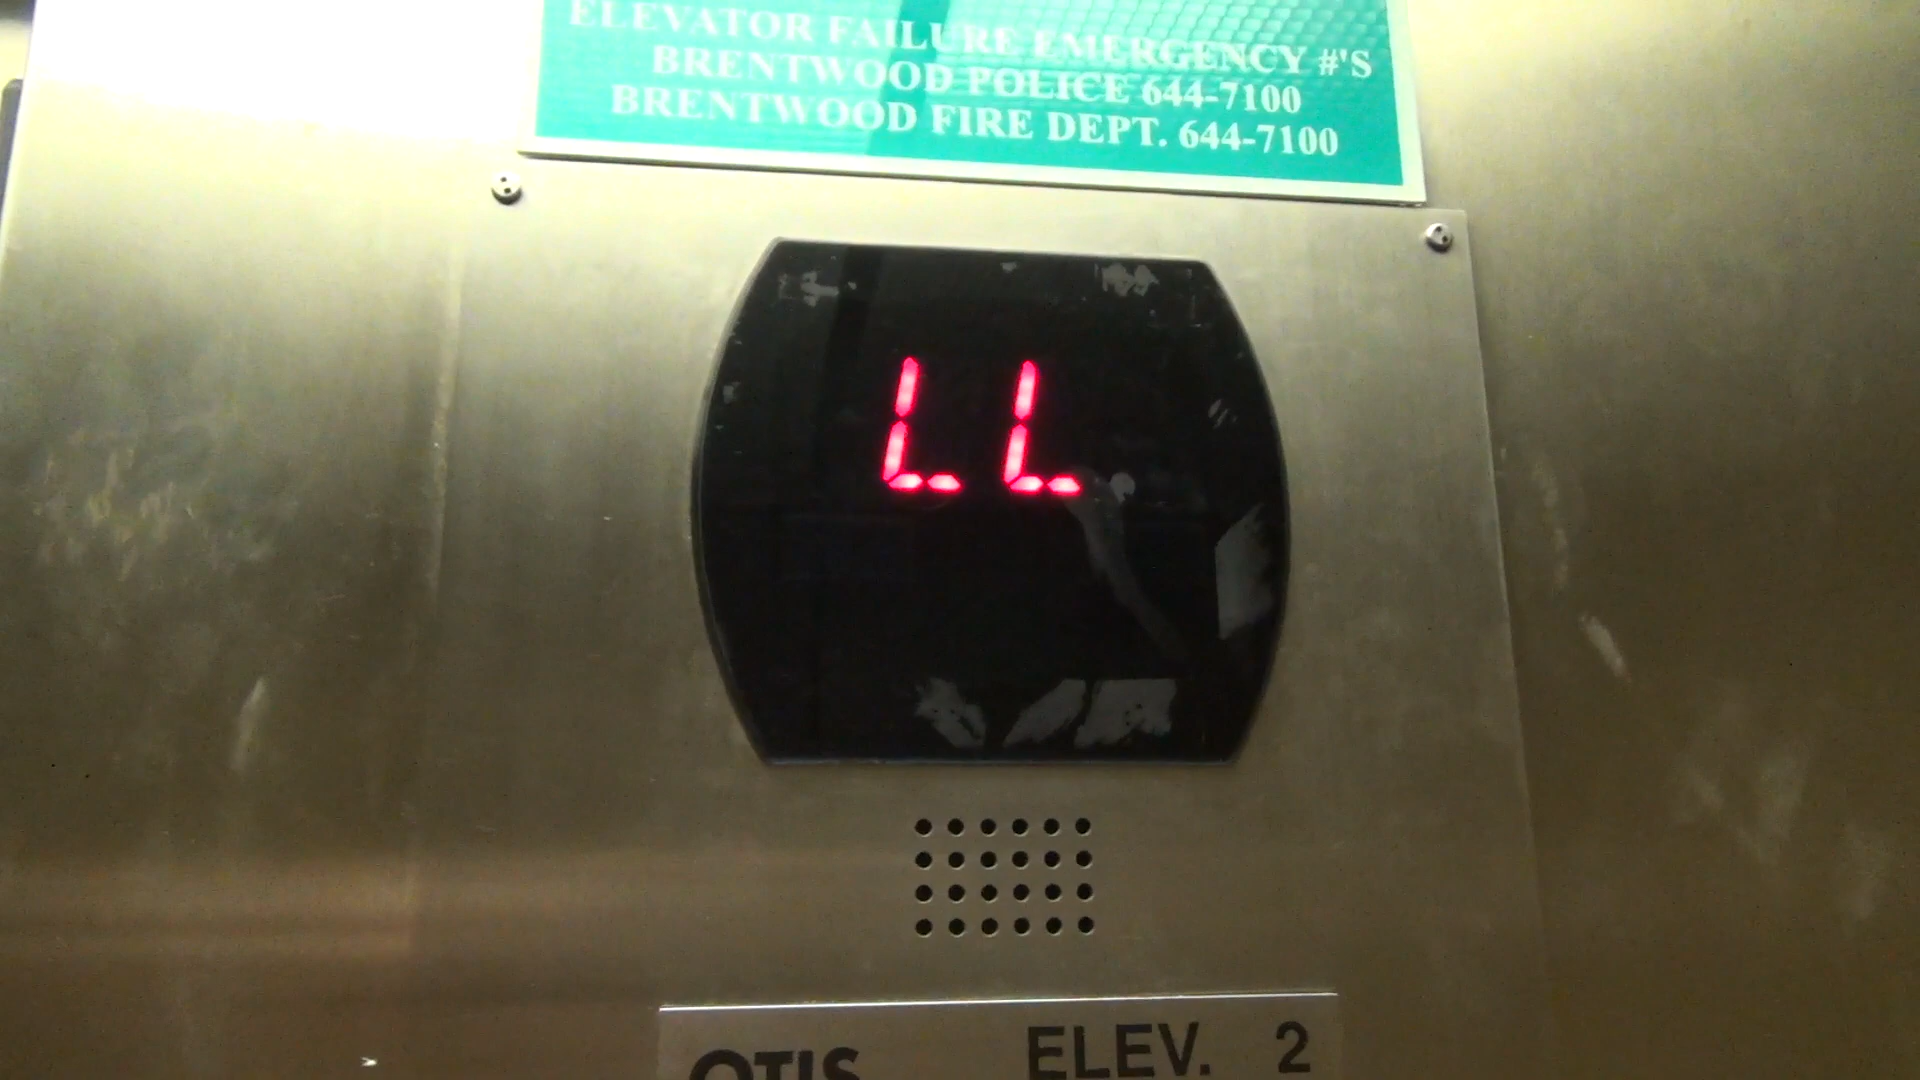 ELEVATOR FAILURE EMERGENCY #'S
BRENTWOOD POLICE 644-7100
BRENTWOOD FIRE DEPT. 644-7100
LL
OTIS ELEV. 2